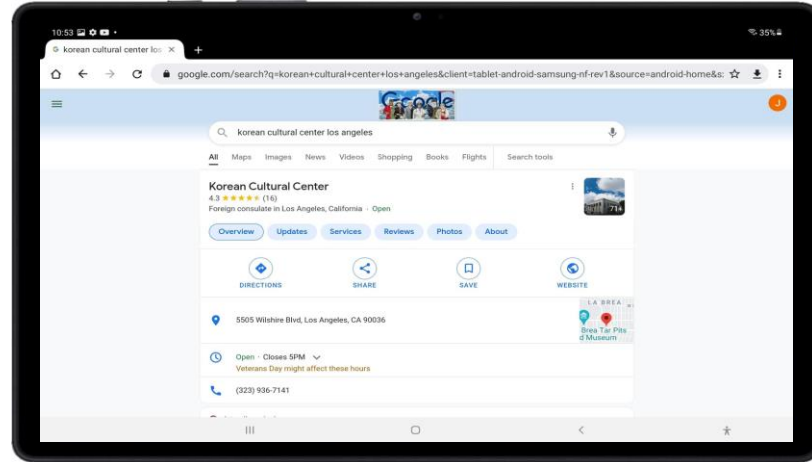 10:53
35%
G korean cultural center los × +
google.com/search?q=korean+cultural+center+los+angeles&client=tablet-android-samsung-nf-rev1&source=android-home&s:
Google
J
korean cultural center los angeles
All Maps Images News Videos Shopping Books Flights Search tools
Korean Cultural Center
4.3 ★★★★★ (16)
Foreign consulate in Los Angeles, California · Open
71+
Overview Updates Services Reviews Photos About
DIRECTIONS SHARE SAVE WEBSITE
LA BREA
5505 Wilshire Blvd, Los Angeles, CA 90036
Brea Tar Pits
d Museum
Open · Closes 5PM
Veterans Day might affect these hours
(323) 936-7141